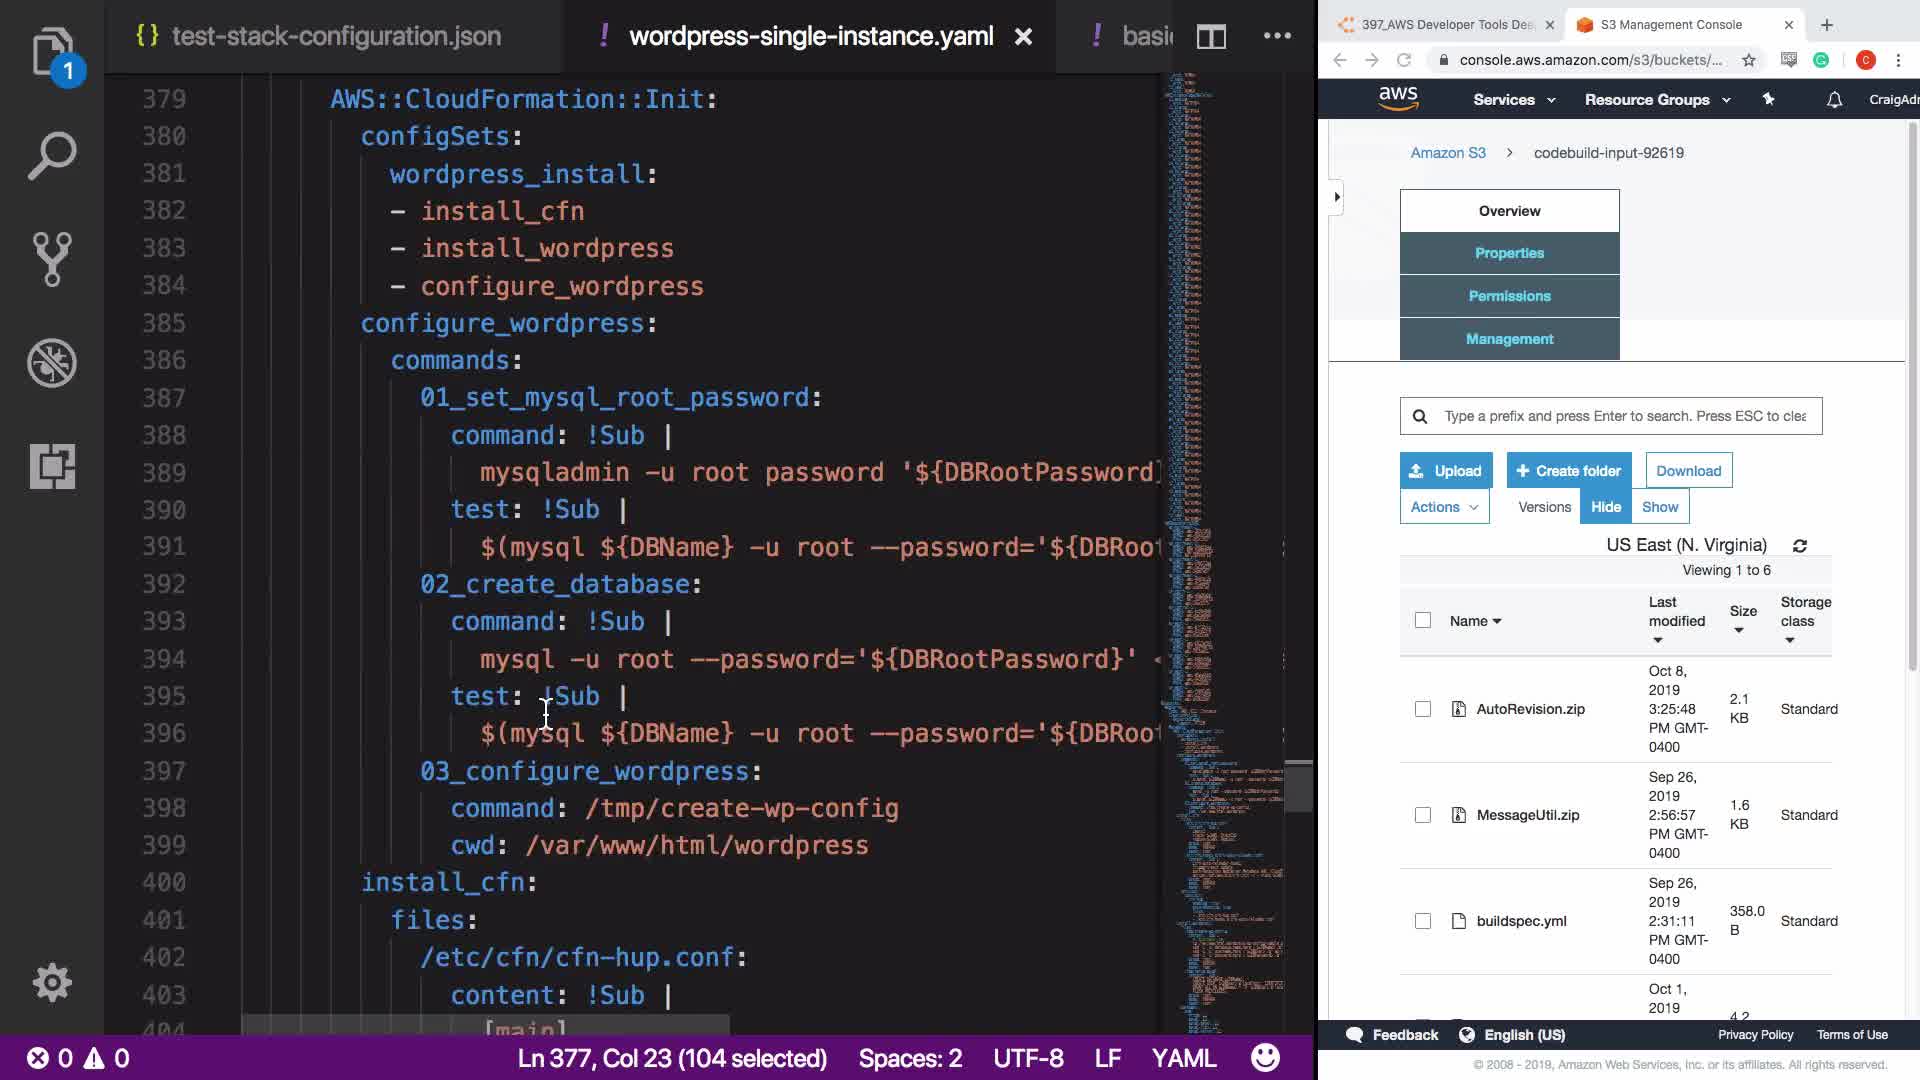 test-stack-configuration.json
wordpress-single-instance.yaml
basic
1
379 AWS::CloudFormation::Init:
380 configSets:
381 wordpress_install:
382 - install_cfn
383 - install_wordpress
384 - configure_wordpress
385 configure_wordpress:
386 commands:
387 01_set_mysql_root_password:
388 command: !Sub |
389 mysqladmin -u root password '${DBRootPassword}
390 test: !Sub |
391 $(mysql ${DBName} -u root --password='${DBRoot
392 02_create_database:
393 command: !Sub |
394 mysql -u root --password='${DBRootPassword}' <
395 test: !Sub |
396 $(mysql ${DBName} -u root --password='${DBRoot
397 03_configure_wordpress:
398 command: /tmp/create-wp-config
399 cwd: /var/www/html/wordpress
400 install_cfn:
401 files:
402 /etc/cfn/cfn-hup.conf:
403 content: !Sub |
404 [main]
0 0 Ln 377, Col 23 (104 selected) Spaces: 2 UTF-8 LF YAML
397_AWS Developer Tools Dee
S3 Management Console
console.aws.amazon.com/s3/buckets/...
C
aws Services Resource Groups CraigAdm
Amazon S3 > codebuild-input-92619
Overview
Properties
Permissions
Management
Type a prefix and press Enter to search. Press ESC to clea
Upload + Create folder Download
Actions Versions Hide Show
US East (N. Virginia)
Viewing 1 to 6
Name Last modified Size Storage class
AutoRevision.zip Oct 8, 2019 3:25:48 PM GMT-0400 2.1 KB Standard
MessageUtil.zip Sep 26, 2019 2:56:57 PM GMT-0400 1.6 KB Standard
buildspec.yml Sep 26, 2019 2:31:11 PM GMT-0400 358.0 B Standard
Oct 1, 2019 4.2
Feedback English (US) Privacy Policy Terms of Use
© 2008 - 2019, Amazon Web Services, Inc. or its affiliates. All rights reserved.